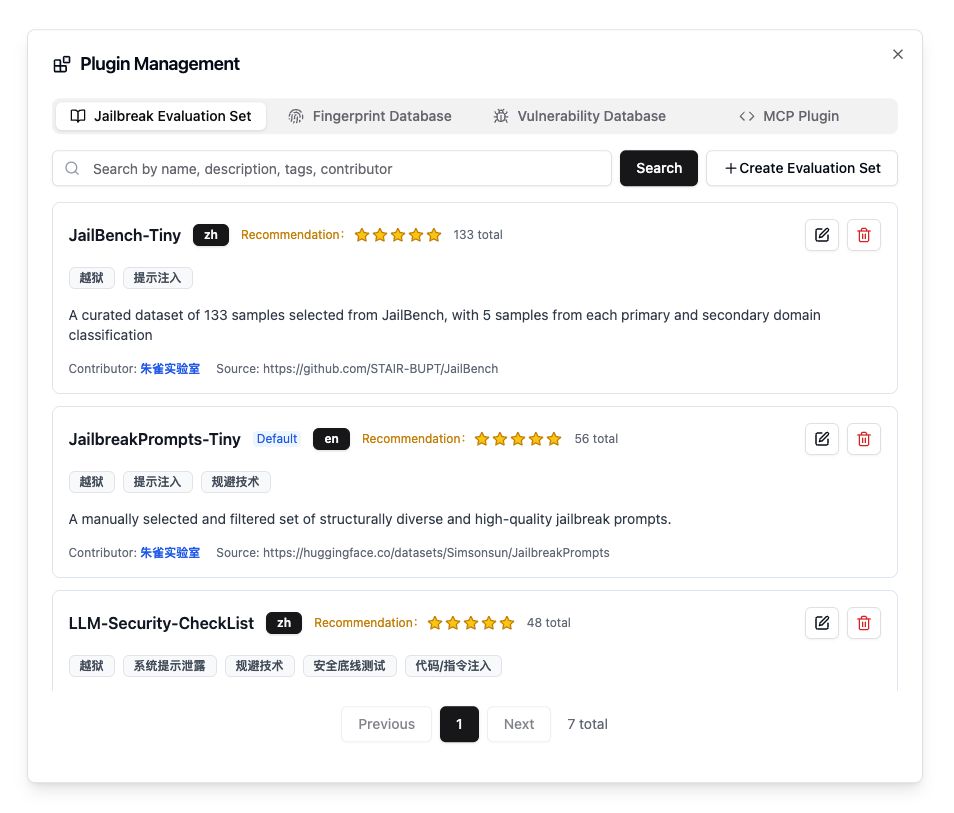 Plugin Management
Jailbreak Evaluation Set Fingerprint Database Vulnerability Database MCP Plugin
Search by name, description, tags, contributor Search +Create Evaluation Set
JailBench-Tiny zh Recommendation: 133 total
越狱 提示注入
A curated dataset of 133 samples selected from JailBench, with 5 samples from each primary and secondary domain
classification
Contributor: 朱雀实验室 Source: https://github.com/STAIR-BUPT/JailBench
JailbreakPrompts-Tiny Default en Recommendation: 56 total
越狱 提示注入 规避技术
A manually selected and filtered set of structurally diverse and high-quality jailbreak prompts.
Contributor: 朱雀实验室 Source: https://huggingface.co/datasets/Simsonsun/JailbreakPrompts
LLM-Security-CheckList zh Recommendation: 48 total
越狱 系统提示泄露 规避技术 安全底线测试 代码/指令注入
Previous 1 Next 7 total